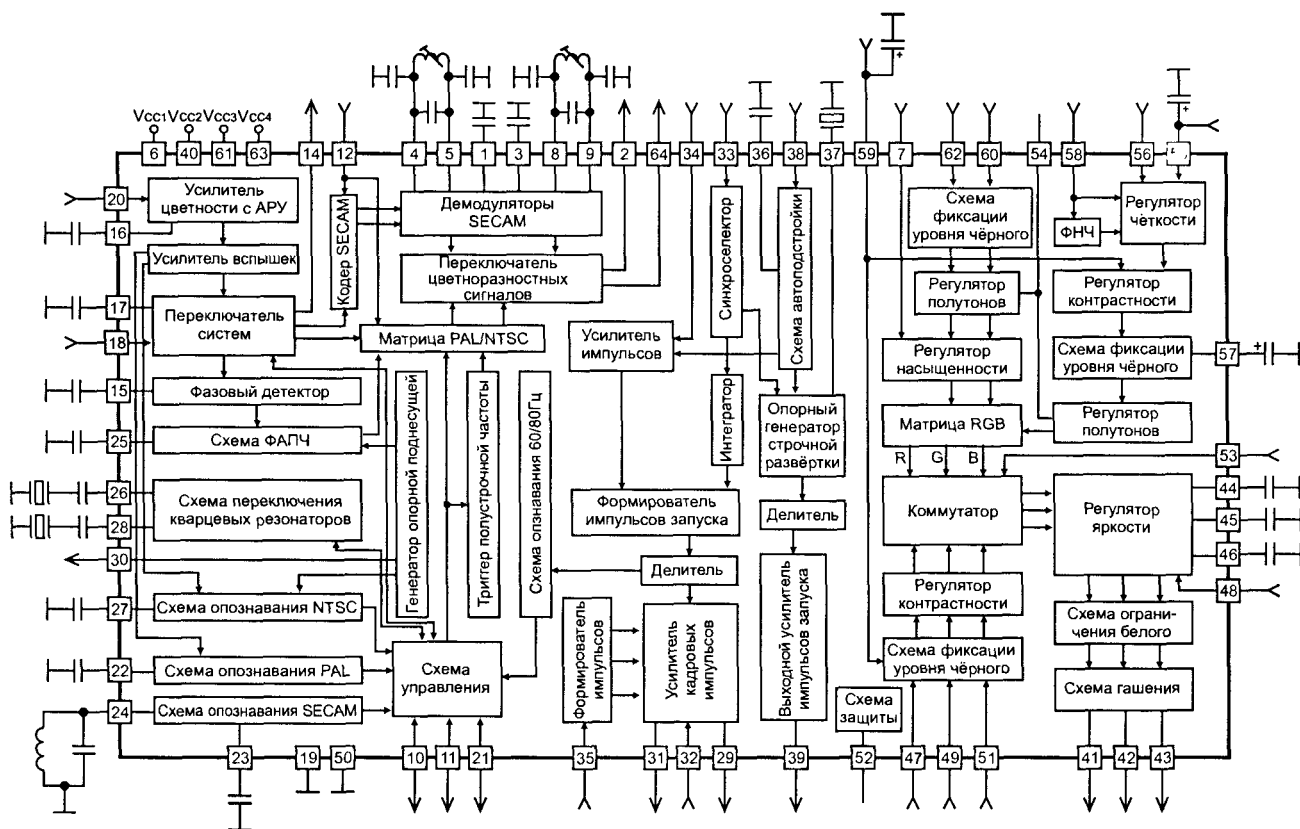 Vcc1 Vcc2 Vcc3 Vcc4
6 40 61 63 14 12 4 5 1 3 8 9 2 64 34 33 36 38 37 59 7 62 60 54 58 56
20
16
17
18
15
25
26
28
30
27
22
24
Усилитель
цветности с АРУ
Усилитель вспышек
Переключатель
систем
Фазовый детектор
Схема ФАПЧ
Схема переключения
кварцевых резонаторов
Схема опознавания NTSC
Схема опознавания PAL
Схема опознавания SECAM
Кодер SECAM
Демодуляторы
SECAM
Переключатель
цветноразностных
сигналов
Матрица PAL/NTSC
Генератор опорной поднесущей
Триггер полустрочной частоты
Схема опзнавания 60/80Гц
Схема
управления
Усилитель
импульсов
Синхроселектор
Интегратор
Схема автоподстройки
Опорный
генератор
строчной
развёртки
Формирователь
импульсов запуска
Делитель
Делитель
Формирователь
импульсов
Усилитель
кадровых
импульсов
Выходной усилитель
импульсов запуска
Схема
фиксации
уровня чёрного
Регулятор
полутонов
Регулятор
насыщенности
Матрица RGB
R G B
Коммутатор
Регулятор
контрастности
Схема фиксации
уровня чёрного
Схема
защиты
ФНЧ
Регулятор
чёткости
Регулятор
контрастности
Схема фиксации
уровня чёрного
Регулятор
полутонов
Регулятор
яркости
Схема ограни-
чения белого
Схема гашения
57
53
44
45
46
48
23 19 50 10 11 21 35 31 32 29 39 52 47 49 51 41 42 43